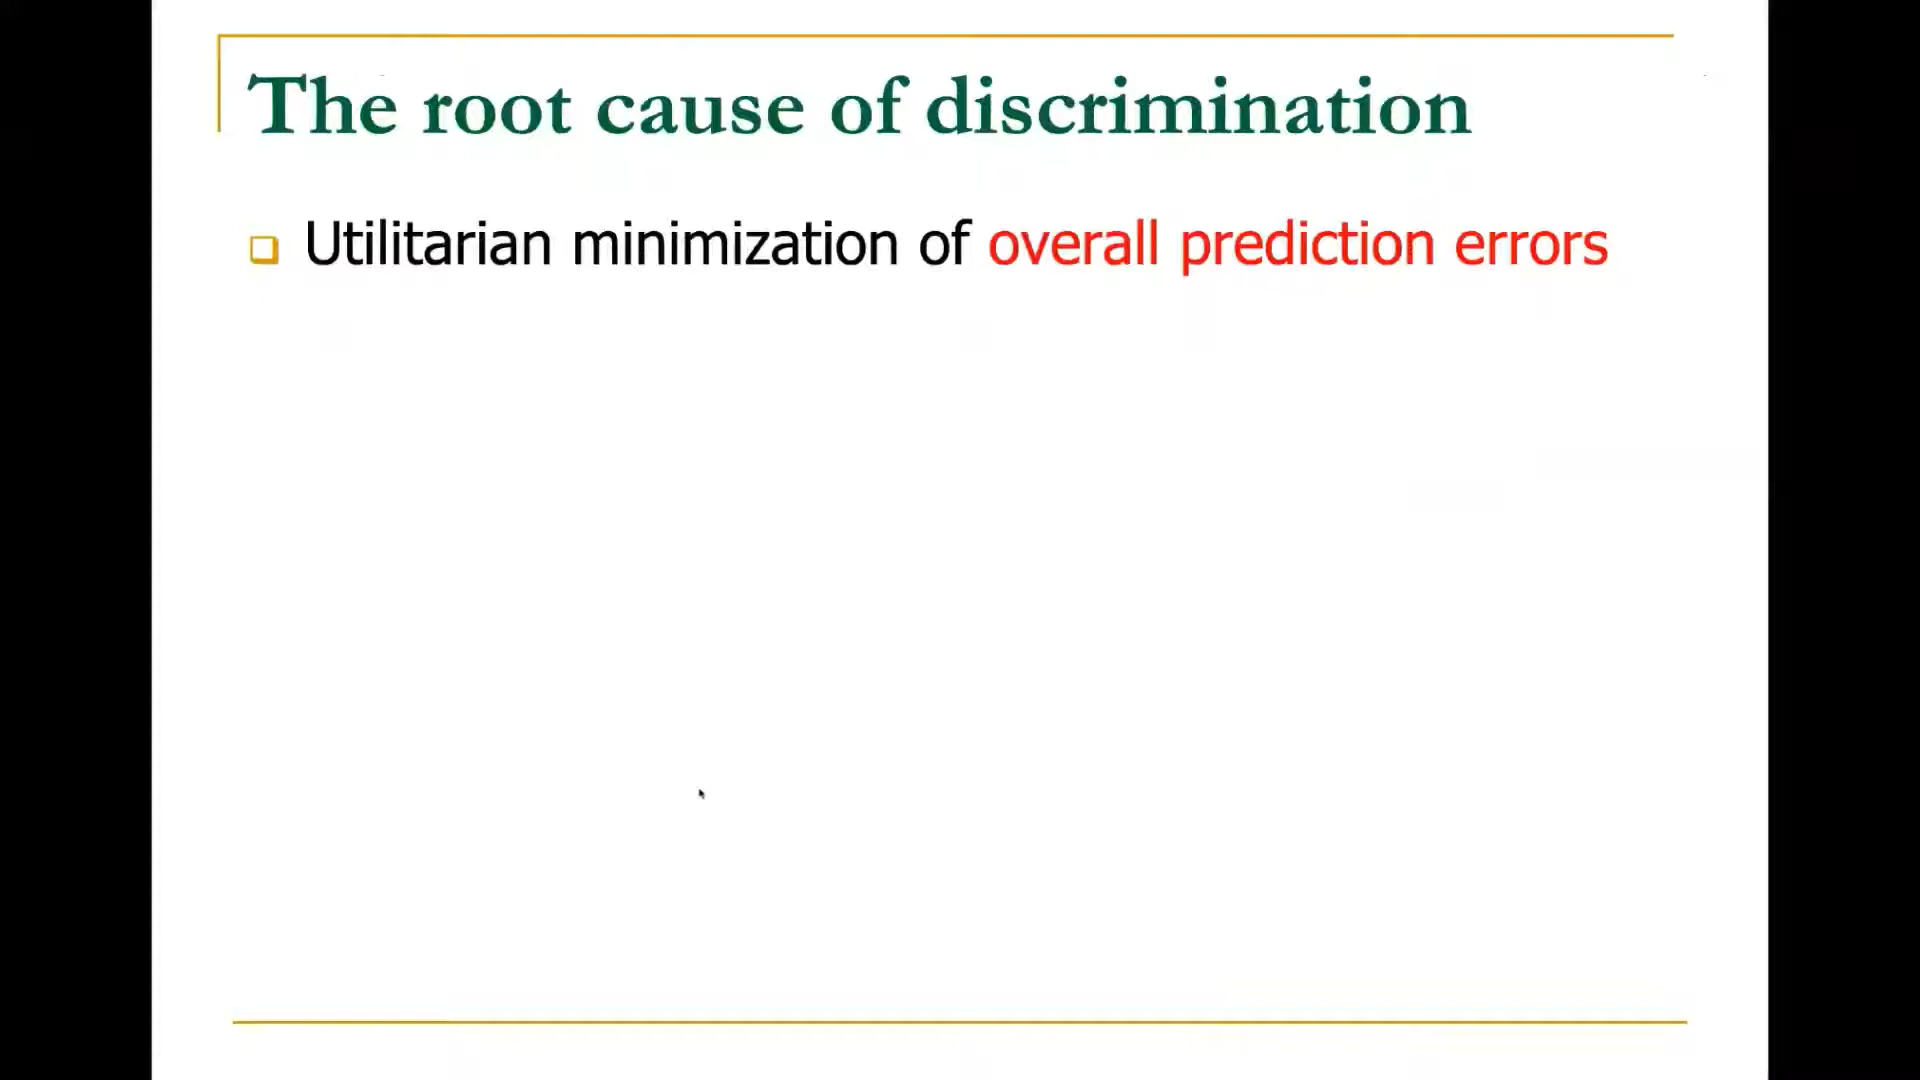 The root cause of discrimination
Utilitarian minimization of overall prediction errors